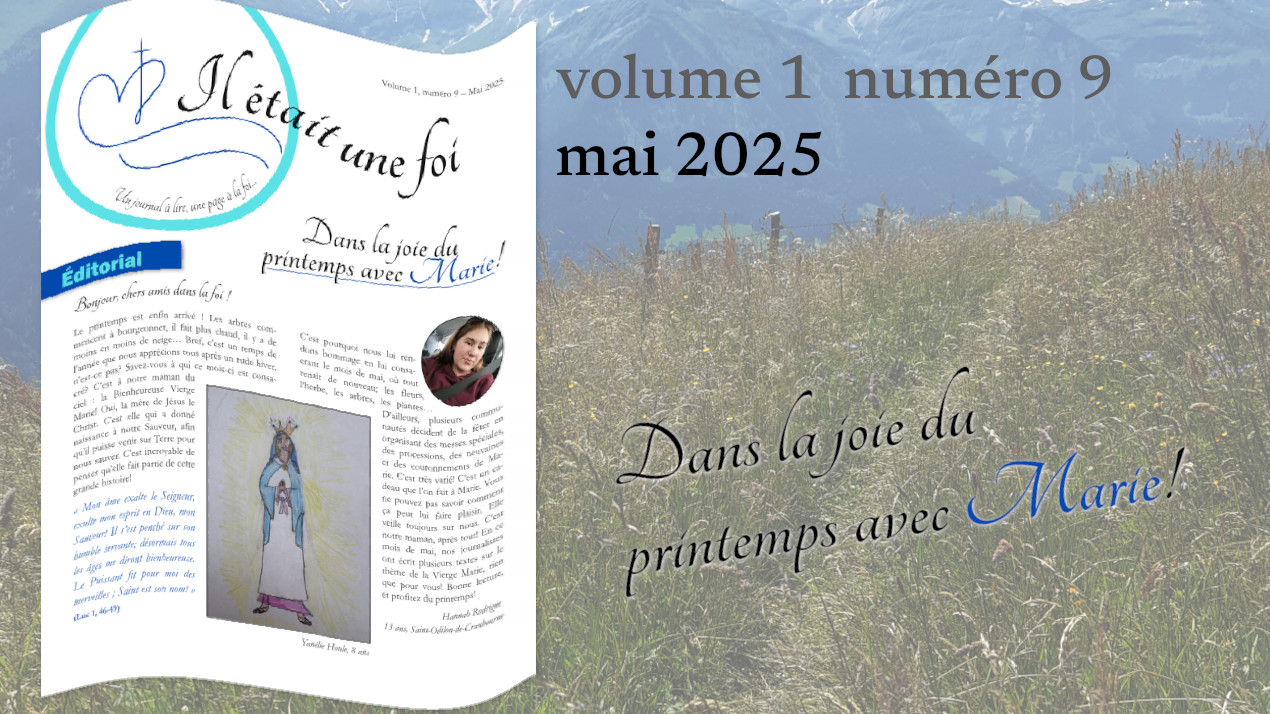 Il était une foi
Un journal à lire, une page à la foi...
Volume 1, numéro 9 – Mai 2025
Dans la joie du
printemps avec Marie!
Éditorial
Bonjour, chers amis dans la foi !
Le printemps est enfin arrivé ! Les arbres com-
mencent à bourgeonner, il fait plus chaud, il y a de
moins en moins de neige… Bref, c'est un temps de
l'année que nous apprécions tous après un rude hiver,
n'est-ce pas? Savez-vous à qui ce mois-ci est consa-
cré? C'est à notre maman du
ciel : la Bienheureuse Vierge
Marie! Oui, la mère de Jésus le
Christ. C'est elle qui a donné
naissance à notre Sauveur, afin
qu'il puisse venir sur Terre pour
nous sauver. C'est incroyable de
penser qu'elle fait partie de cette
grande histoire!
« Mon âme exalte le Seigneur,
exulte mon esprit en Dieu, mon
Sauveur! Il s'est penché sur son
humble servante; désormais tous
les âges me diront bienheureuse.
Le Puissant fit pour moi des
merveilles ; Saint est son nom! »
(Luc 1, 46-49)
C'est pourquoi nous lui ren-
dons hommage en lui consa-
crant le mois de mai, où tout
renaît de nouveau; les fleurs,
l'herbe, les arbres, les plantes…
D'ailleurs, plusieurs commu-
nautés décident de la fêter en
organisant des messes spéciales,
des processions, des neuvaines
et des couronnements de Ma-
rie. C'est très varié! C'est un ca-
deau que l'on fait à Marie. Vous
ne pouvez pas savoir comment
ça peut lui faire plaisir. Elle
veille toujours sur nous. C'est
notre maman, après tout! En ce
mois de mai, nos journalistes
ont écrit plusieurs textes sur le
thème de la Vierge Marie, rien
que pour vous! Bonne lecture,
et profitez du printemps!
Hannah Rodrigue
13 ans, Saint-Odilon-de-Cranbourne
Yanélie Houle, 8 ans
volume 1 numéro 9
mai 2025
Dans la joie du
printemps avec Marie!